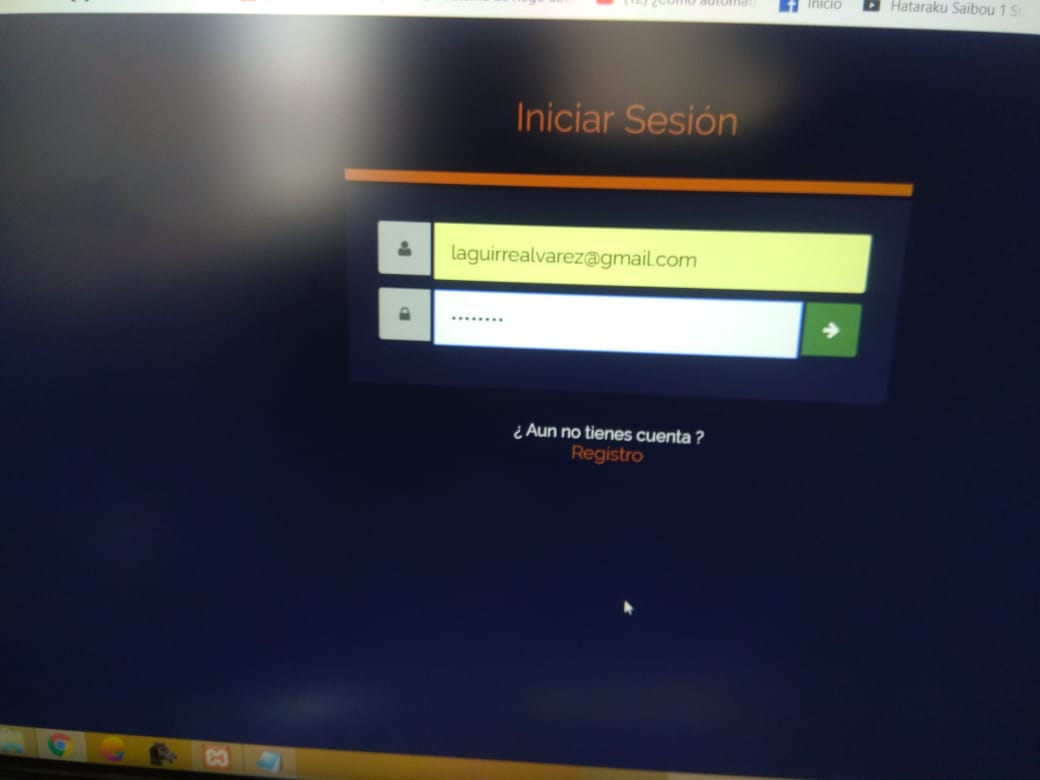 Inicio
Hataraku Saibou 1
Iniciar Sesión
laguirrealvarez@gmail.com
¿ Aun no tienes cuenta ?
Registro